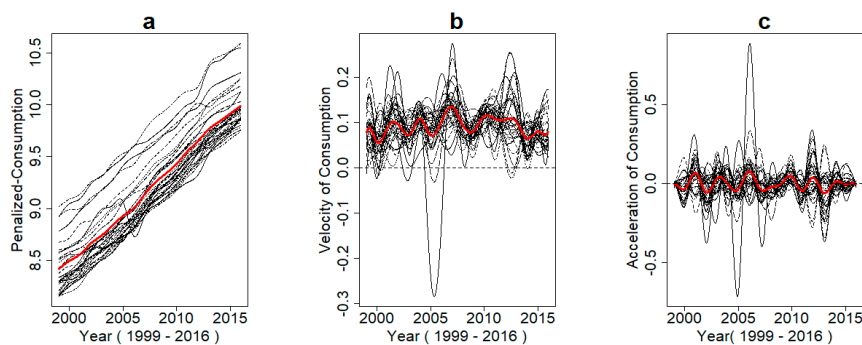 a
Penalized-Consumption
10.5
10.0
9.5
9.0
8.5
2000 2005 2010 2015
Year ( 1999 - 2016 )
b
Velocity of Consumption
0.2
0.1
0.0
-0.1
-0.2
-0.3
2000 2005 2010 2015
Year ( 1999 - 2016 )
c
Acceleration of Consumption
0.5
0.0
-0.5
2000 2005 2010 2015
Year( 1999 - 2016 )